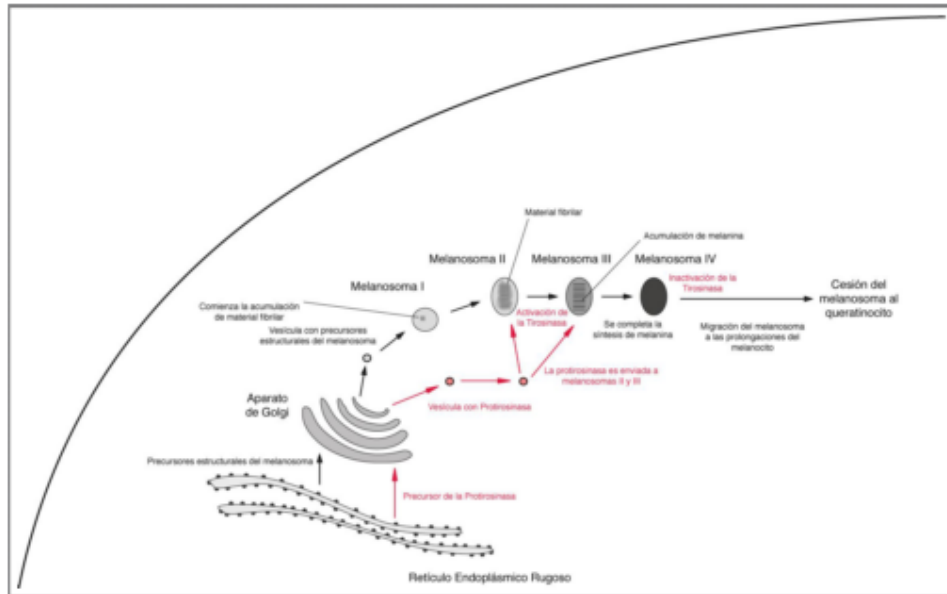 Material fibrilar
Acumulación de melanina
Melanosoma II
Melanosoma III
Melanosoma IV
Melanosoma I
Inactivación de la
Tirosinasa
Cesión del
melanosoma al
queratinocito
Comienza la acumulación
de material fibrilar
Vesícula con precursores
estructurales del melanosoma
Activación de
la Tirosinasa
Se completa la
síntesis de melanina
Migración del melanosoma
a las prolongaciones del
melanocito
La protirosinasa es enviada a
melanosomas II y III
Aparato
de Golgi
Vesícula con Protirosinasa
Precursores estructurales del melanosoma
Precursor de la Protirosinasa
Retículo Endoplásmico Rugoso